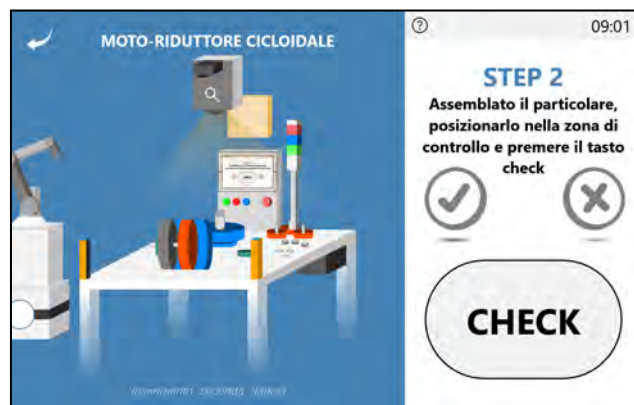 MOTO-RIDUTTORE CICLOIDALE
09:01
STEP 2
Assemblato il particolare,
posizionarlo nella zona di
controllo e premere il tasto
check
CHECK